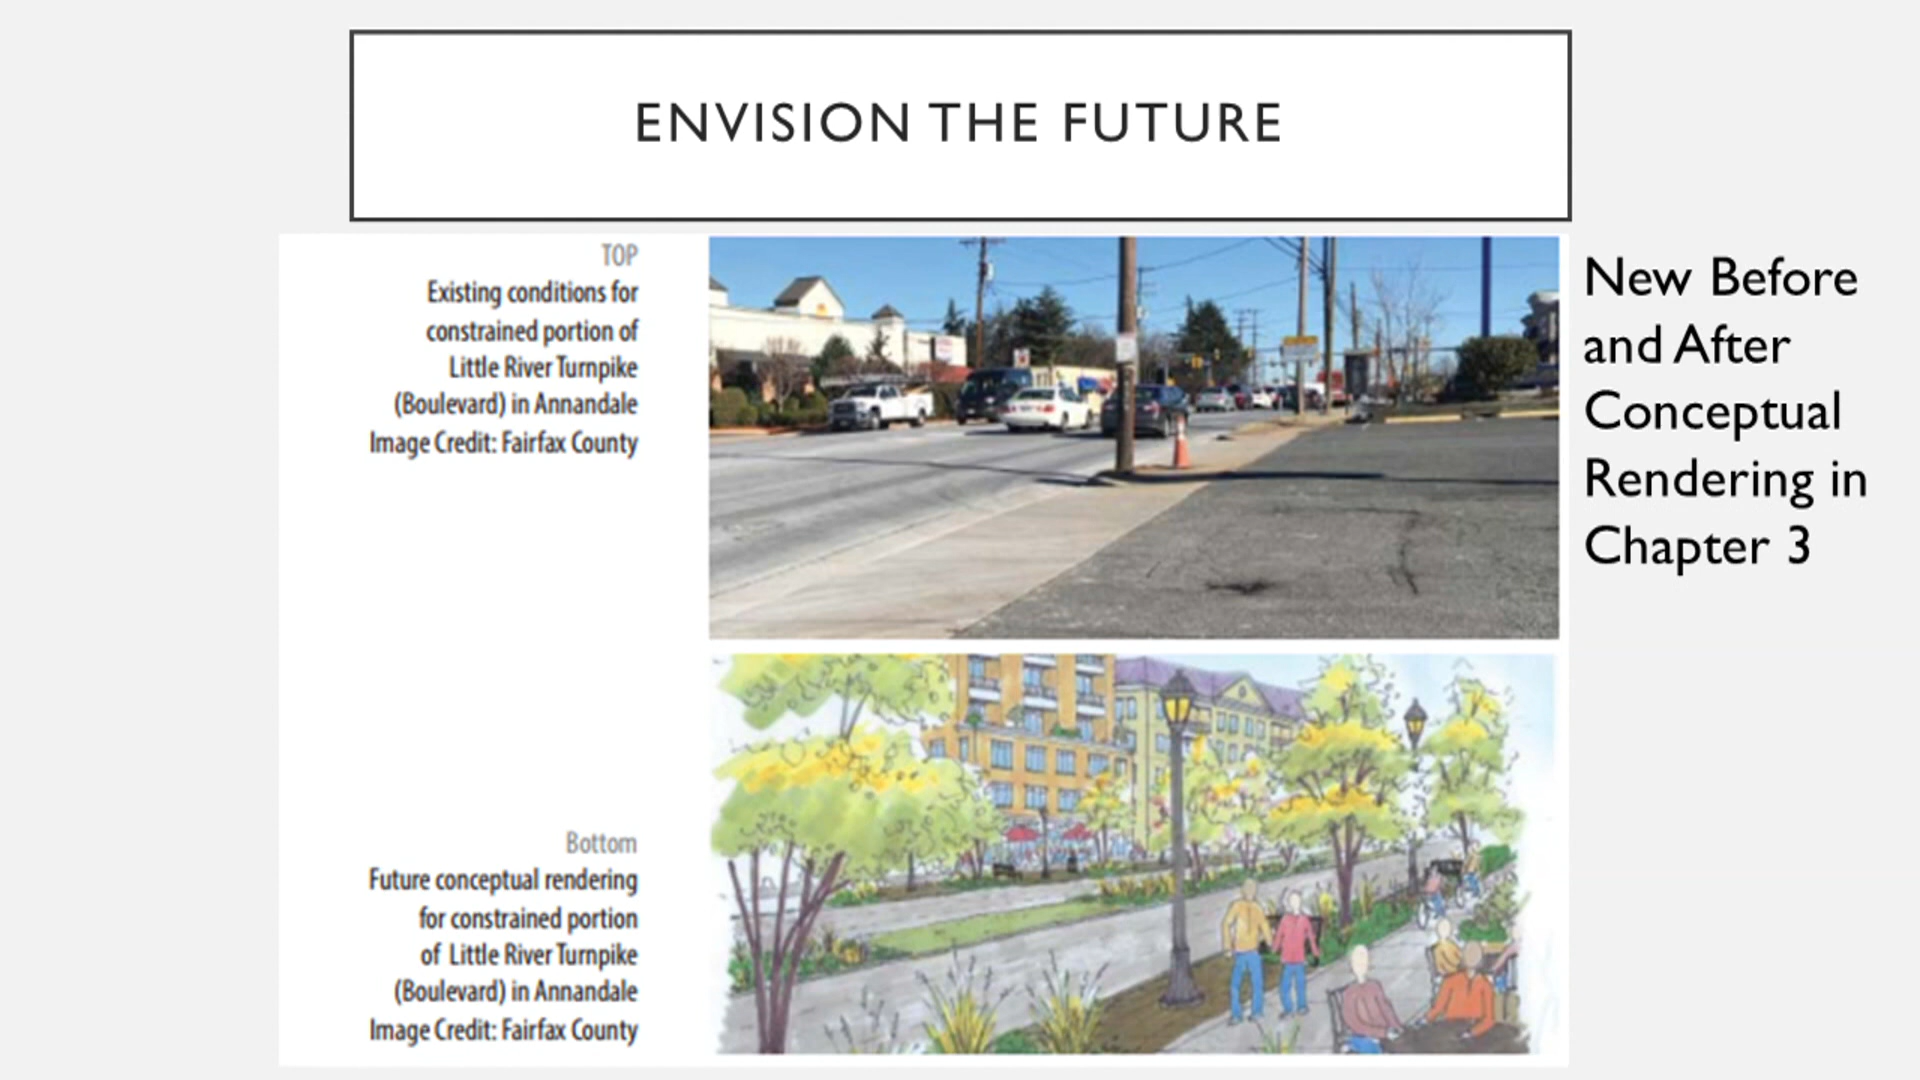 ENVISION THE FUTURE
TOP
Existing conditions for
constrained portion of
Little River Turnpike
(Boulevard) in Annandale
Image Credit: Fairfax County
Bottom
Future conceptual rendering
for constrained portion
of Little River Turnpike
(Boulevard) in Annandale
Image Credit: Fairfax County
New Before
and After
Conceptual
Rendering in
Chapter 3